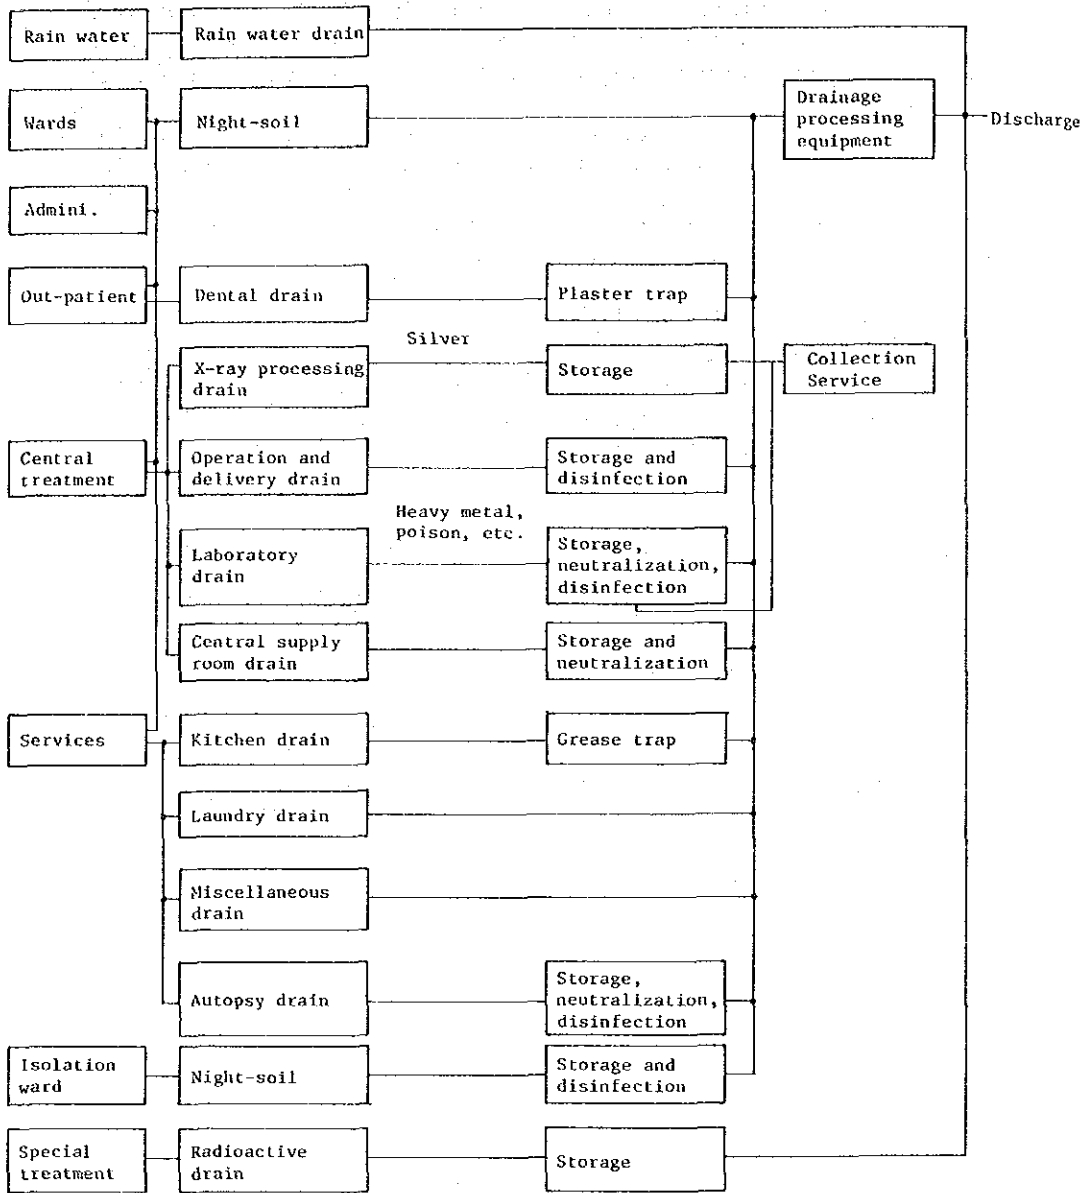 Rain water
Rain water drain
Wards
Night-soil
Drainage
processing
equipment
Discharge
Admini.
Out-patient
Dental drain
Plaster trap
Silver
X-ray processing
drain
Storage
Collection
Service
Central
treatment
Operation and
delivery drain
Storage and
disinfection
Heavy metal,
poison, etc.
Laboratory
drain
Storage,
neutralization,
disinfection
Central supply
room drain
Storage and
neutralization
Services
Kitchen drain
Grease trap
Laundry drain
Miscellaneous
drain
Autopsy drain
Storage,
neutralization,
disinfection
Isolation
ward
Night-soil
Storage and
disinfection
Special
treatment
Radioactive
drain
Storage